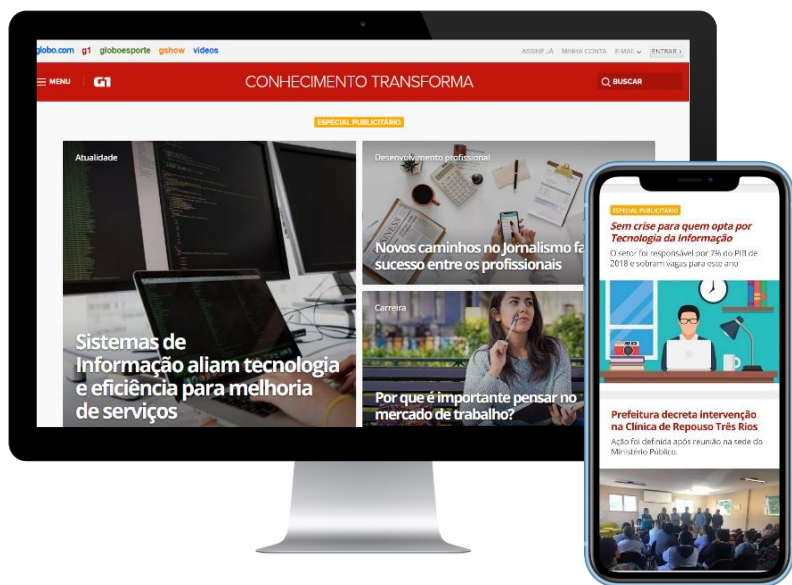 globo.com g1 globoesporte gshow videos
ASSINE JÁ MINHA CONTA E-MAIL ENTRAR ›
MENU G1 CONHECIMENTO TRANSFORMA BUSCAR
ESPECIAL PUBLICITÁRIO
Atualidade
Sistemas de
Informação aliam tecnologia
e eficiência para melhoria
de serviços
Desenvolvimento profissional
Novos caminhos no Jornalismo fa
sucesso entre os profissionais
Carreira
Por que é importante pensar no
mercado de trabalho?
ESPECIAL PUBLICITÁRIO
Sem crise para quem opta por
Tecnologia da Informação
O setor foi responsável por 7% do PIB de
2018 e sobram vagas para este ano
Prefeitura decreta intervenção
na Clínica de Repouso Três Rios
Ação foi definida após reunião na sede do
Ministério Público.